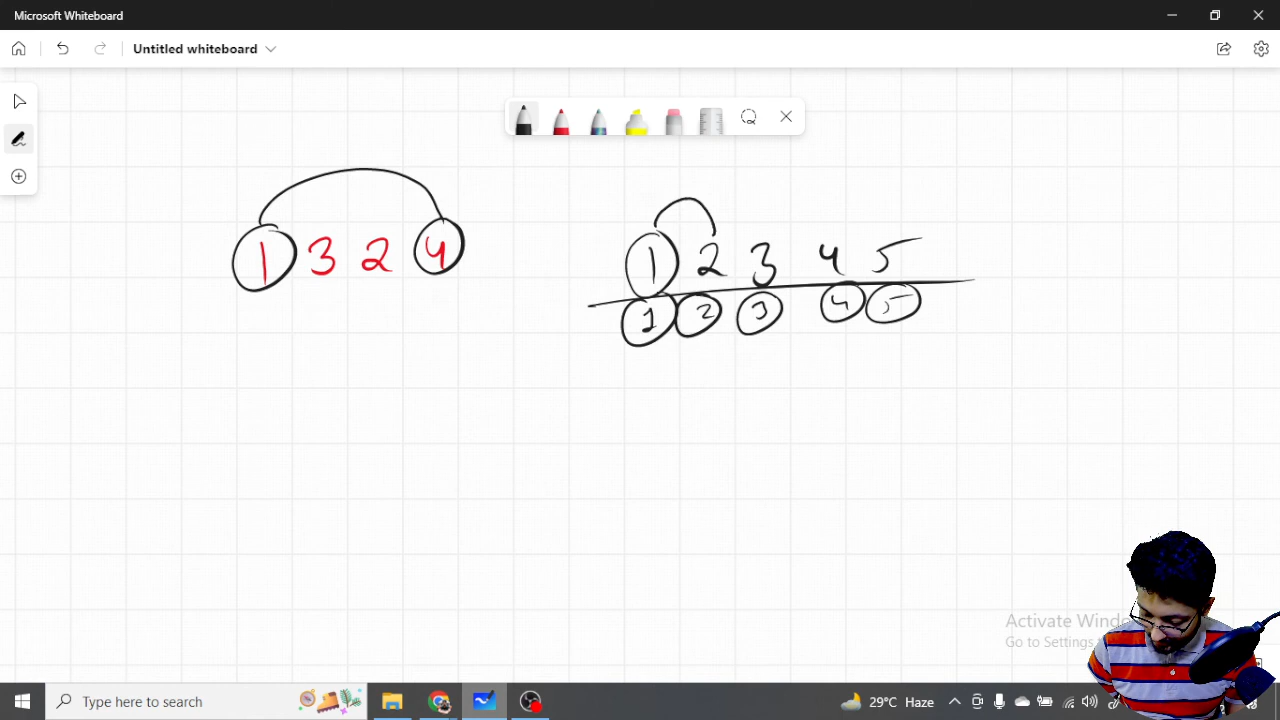 Microsoft Whiteboard
Untitled whiteboard
1 3 2 4
1 2 3 4 5
1 2 3 4 5
Activate Wind
Go to Settings
Type here to search
29°C Haze